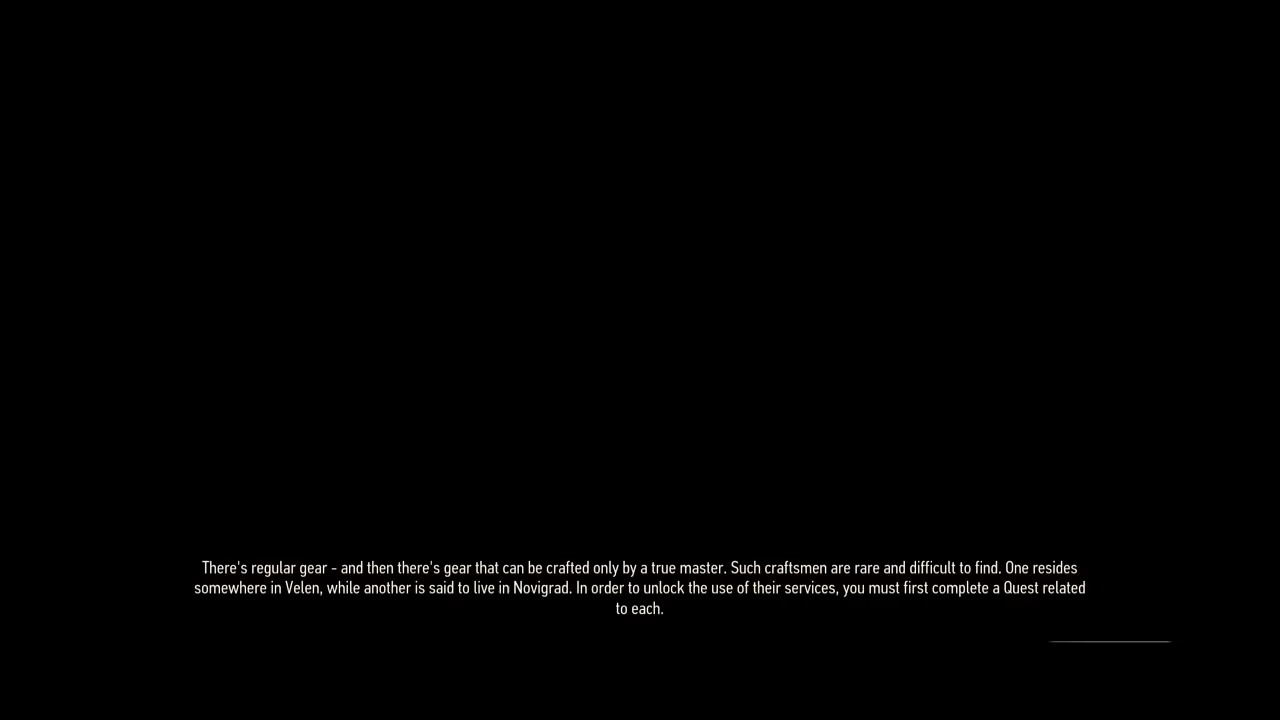 There's regular gear - and then there's gear that can be crafted only by a true master. Such craftsmen are rare and difficult to find. One resides
somewhere in Velen, while another is said to live in Novigrad. In order to unlock the use of their services, you must first complete a Quest related
to each.